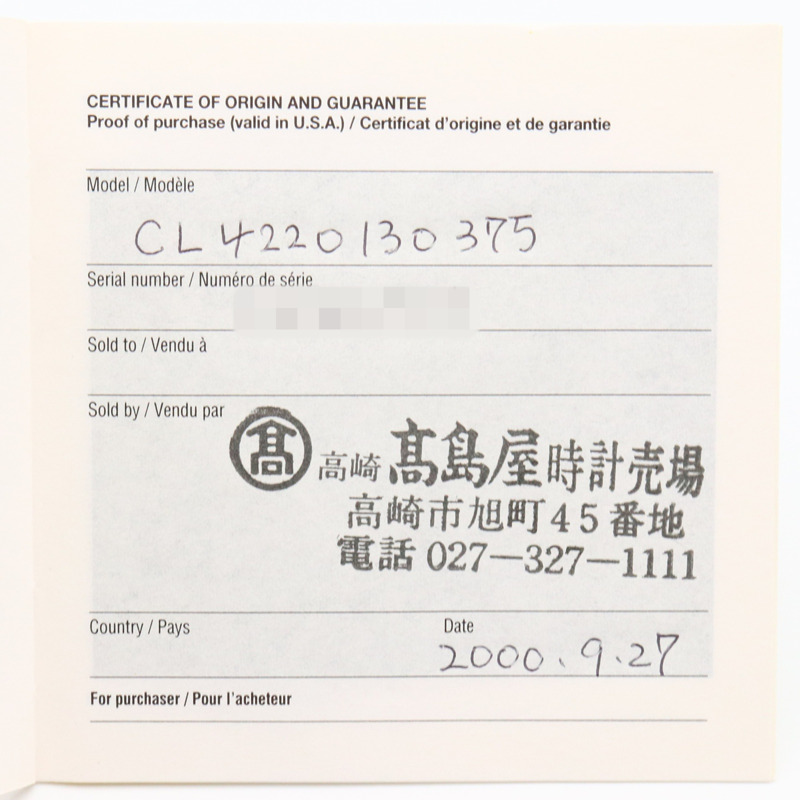 CERTIFICATE OF ORIGIN AND GUARANTEE
Proof of purchase (valid in U.S.A.) / Certificat d'origine et de garantie
Model / Modèle
CL4220130375
Serial number / Numéro de série
Sold to / Vendu à
Sold by / Vendu par
髙 高崎 髙島屋 時計売場
高崎市旭町45番地
電話 027-327-1111
Country / Pays
Date
2000.9.27
For purchaser / Pour l'acheteur